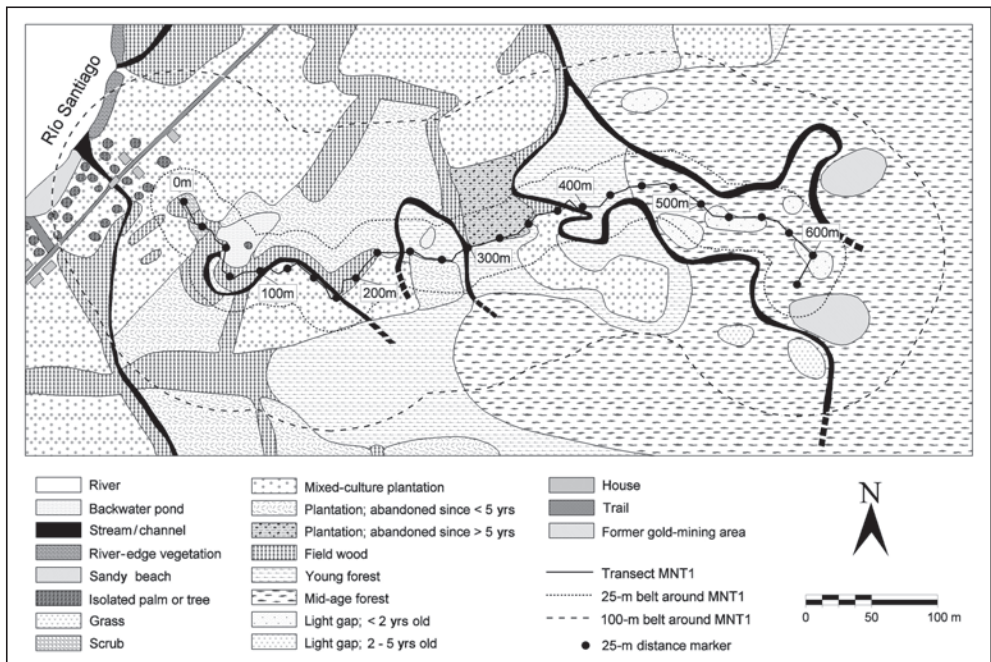 Río Santiago
0m
100m
200m
300m
400m
500m
600m
River
Backwater pond
Stream/channel
River-edge vegetation
Sandy beach
Isolated palm or tree
Grass
Scrub
Mixed-culture plantation
Plantation; abandoned since < 5 yrs
Plantation; abandoned since > 5 yrs
Field wood
Young forest
Mid-age forest
Light gap; < 2 yrs old
Light gap; 2 - 5 yrs old
House
Trail
Former gold-mining area
Transect MNT1
25-m belt around MNT1
100-m belt around MNT1
25-m distance marker
N
0 50 100 m